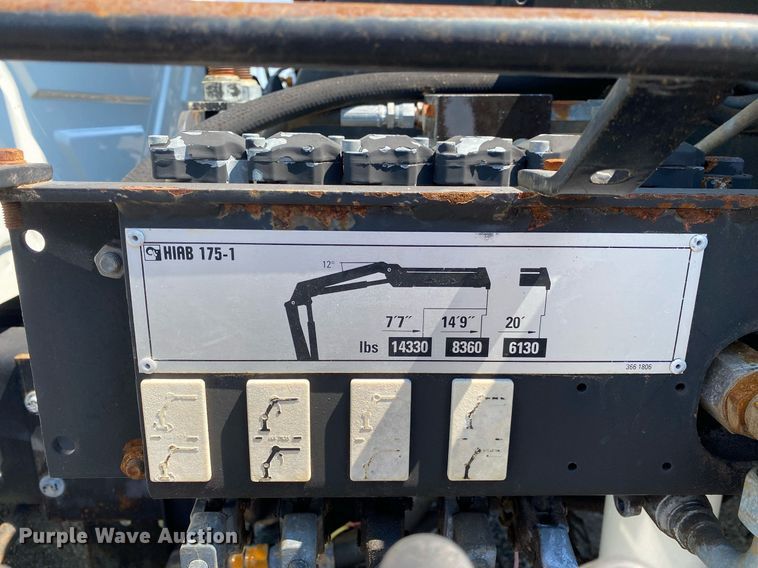 HIAB 175-1
12°
7'7" 14'9" 20'
lbs 14330 8360 6130
366 1806
Purple Wave Auction